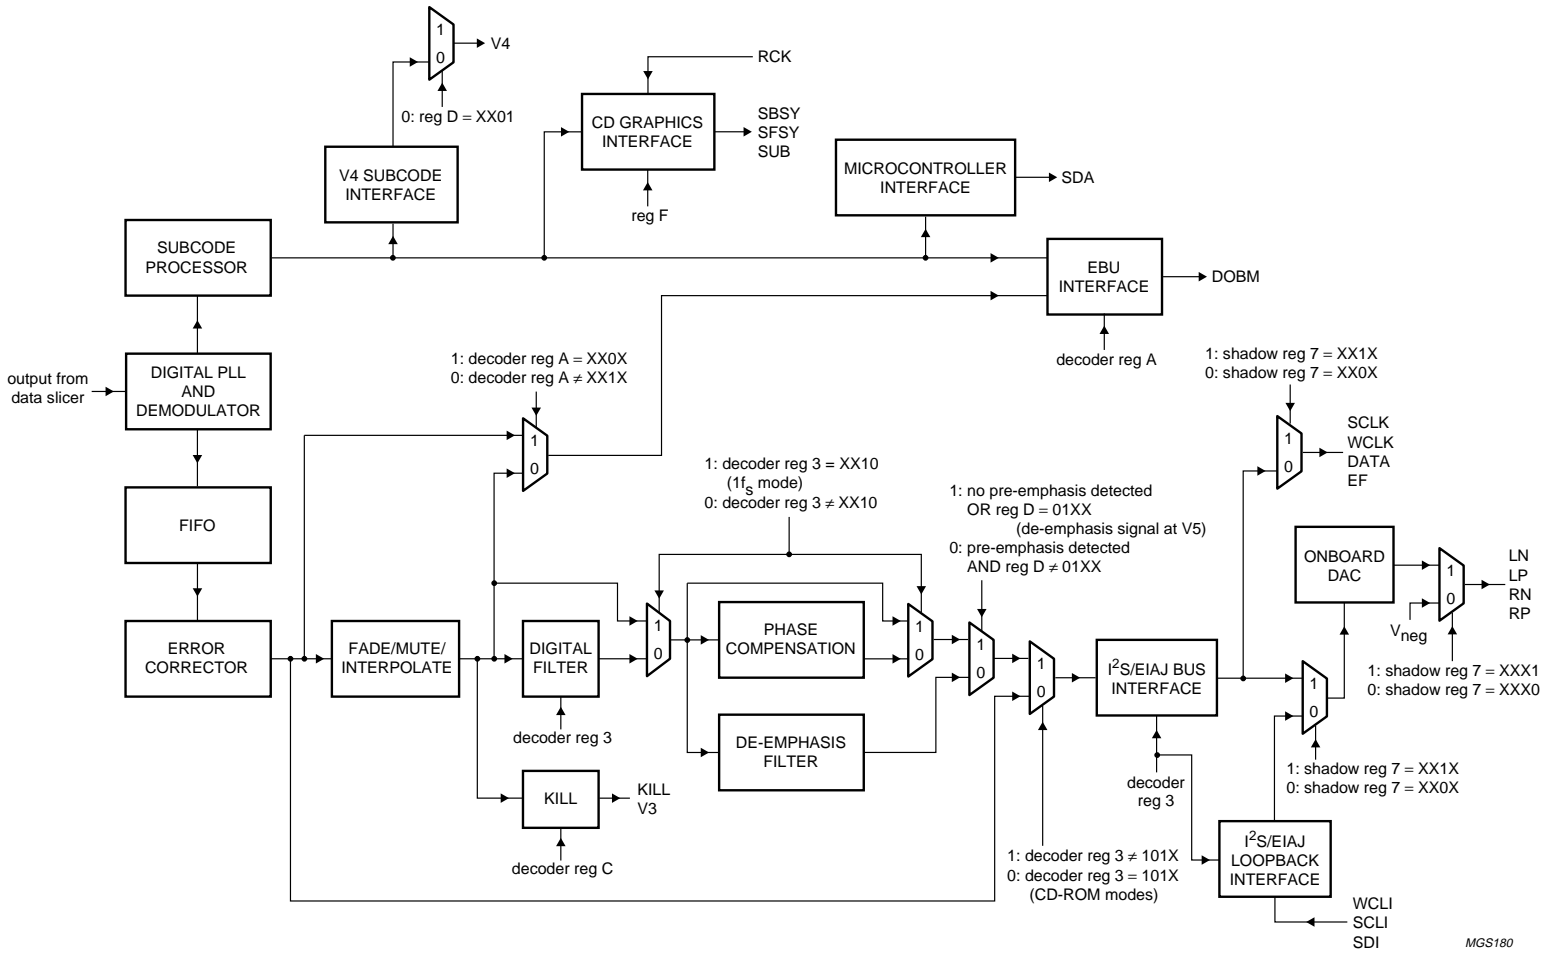 1
0
V4
0: reg D = XX01
V4 SUBCODE
INTERFACE
RCK
CD GRAPHICS
INTERFACE
SBSY
SFSY
SUB
reg F
MICROCONTROLLER
INTERFACE
SDA
SUBCODE
PROCESSOR
EBU
INTERFACE
DOBM
decoder reg A
output from
data slicer
DIGITAL PLL
AND
DEMODULATOR
1: decoder reg A = XX0X
0: decoder reg A ≠ XX1X
1
0
1: shadow reg 7 = XX1X
0: shadow reg 7 = XX0X
1
0
SCLK
WCLK
DATA
EF
FIFO
1: decoder reg 3 = XX10
(1fs mode)
0: decoder reg 3 ≠ XX10
1: no pre-emphasis detected
OR reg D = 01XX
(de-emphasis signal at V5)
0: pre-emphasis detected
AND reg D ≠ 01XX
ONBOARD
DAC
1
0
Vneg
LN
LP
RN
RP
ERROR
CORRECTOR
FADE/MUTE/
INTERPOLATE
DIGITAL
FILTER
decoder reg 3
1
0
PHASE
COMPENSATION
1
0
1
0
1
0
I2S/EIAJ BUS
INTERFACE
1
0
1: shadow reg 7 = XXX1
0: shadow reg 7 = XXX0
DE-EMPHASIS
FILTER
KILL
KILL
V3
decoder reg C
decoder
reg 3
1: shadow reg 7 = XX1X
0: shadow reg 7 = XX0X
1: decoder reg 3 ≠ 101X
0: decoder reg 3 = 101X
(CD-ROM modes)
I2S/EIAJ
LOOPBACK
INTERFACE
WCLI
SCLI
SDI
MGS180